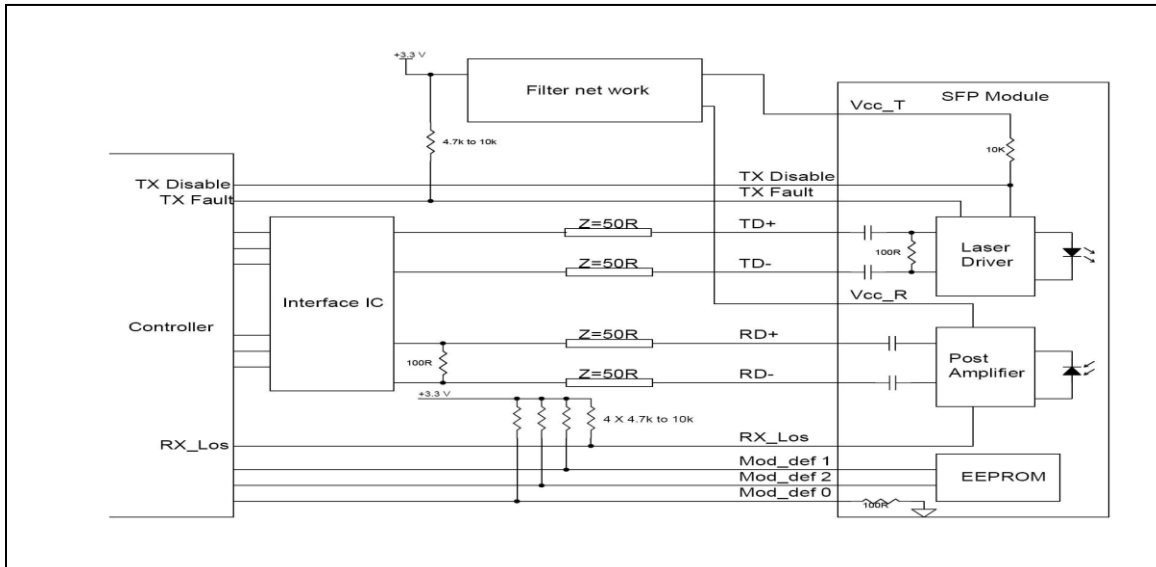 +3.3 V
Filter net work
SFP Module
Vcc_T
4.7k to 10k
10K
TX Disable
TX Disable
TX Fault
TX Fault
Z=50R
TD+
Laser
Driver
100R
Z=50R
TD-
Vcc_R
Interface IC
Controller
Z=50R
RD+
100R
Post
Amplifier
Z=50R
RD-
+3.3 V
4 X 4.7k to 10k
RX_Los
RX_Los
Mod_def 1
Mod_def 2
EEPROM
Mod_def 0
100R